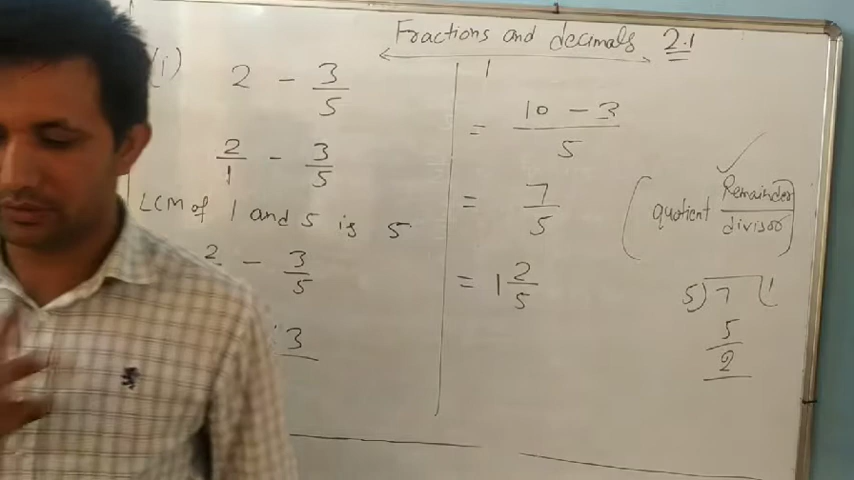 Fractions and decimals 2.1
(i) 2 - 3/5
2/1 - 3/5
LCM of 1 and 5 is 5
2 - 3/5
3
= 10 - 3/5
= 7/5
= 1 2/5
(quotient Remainder/divisor)
5)7(1
5
2